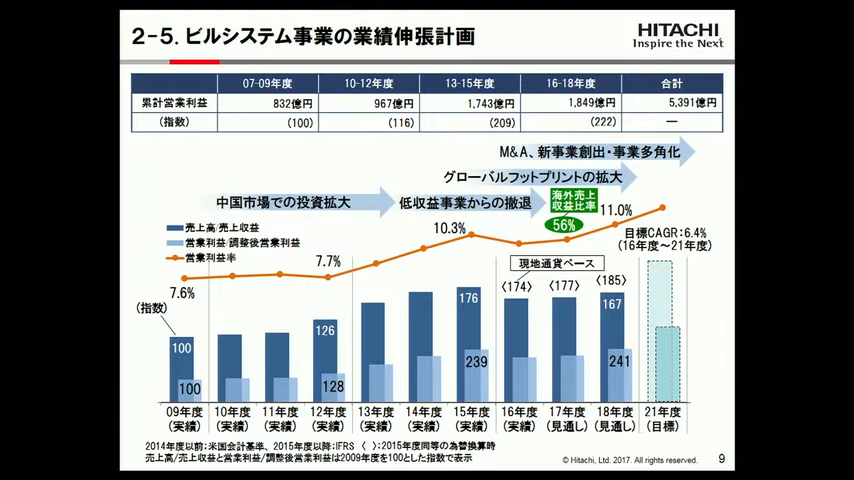 2-5. ビルシステム事業の業績伸張計画
HITACHI
Inspire the Next
07-09年度 10-12年度 13-15年度 16-18年度 合計
累計営業利益 832億円 967億円 1,743億円 1,849億円 5,391億円
(指数) (100) (116) (209) (222) ―
M&A、新事業創出・事業多角化
グローバルフットプリントの拡大
中国市場での投資拡大
低収益事業からの撤退
海外売上
収益比率
56%
売上高/売上収益
営業利益/調整後営業利益
営業利益率
7.6%
7.7%
10.3%
11.0%
目標CAGR:6.4%
(16年度~21年度)
現地通貨ベース
〈174〉 〈177〉 〈185〉
(指数)
100 126 176 167
100 128 239 241
09年度 10年度 11年度 12年度 13年度 14年度 15年度 16年度 17年度 18年度 21年度
(実績) (実績) (実績) (実績) (実績) (実績) (実績) (実績) (見通し) (見通し) (目標)
2014年度以前:米国会計基準、2015年度以降:IFRS 〈 〉:2015年度同等の為替換算時
売上高/売上収益と営業利益/調整後営業利益は2009年度を100とした指数で表示
© Hitachi, Ltd. 2017. All rights reserved.
9